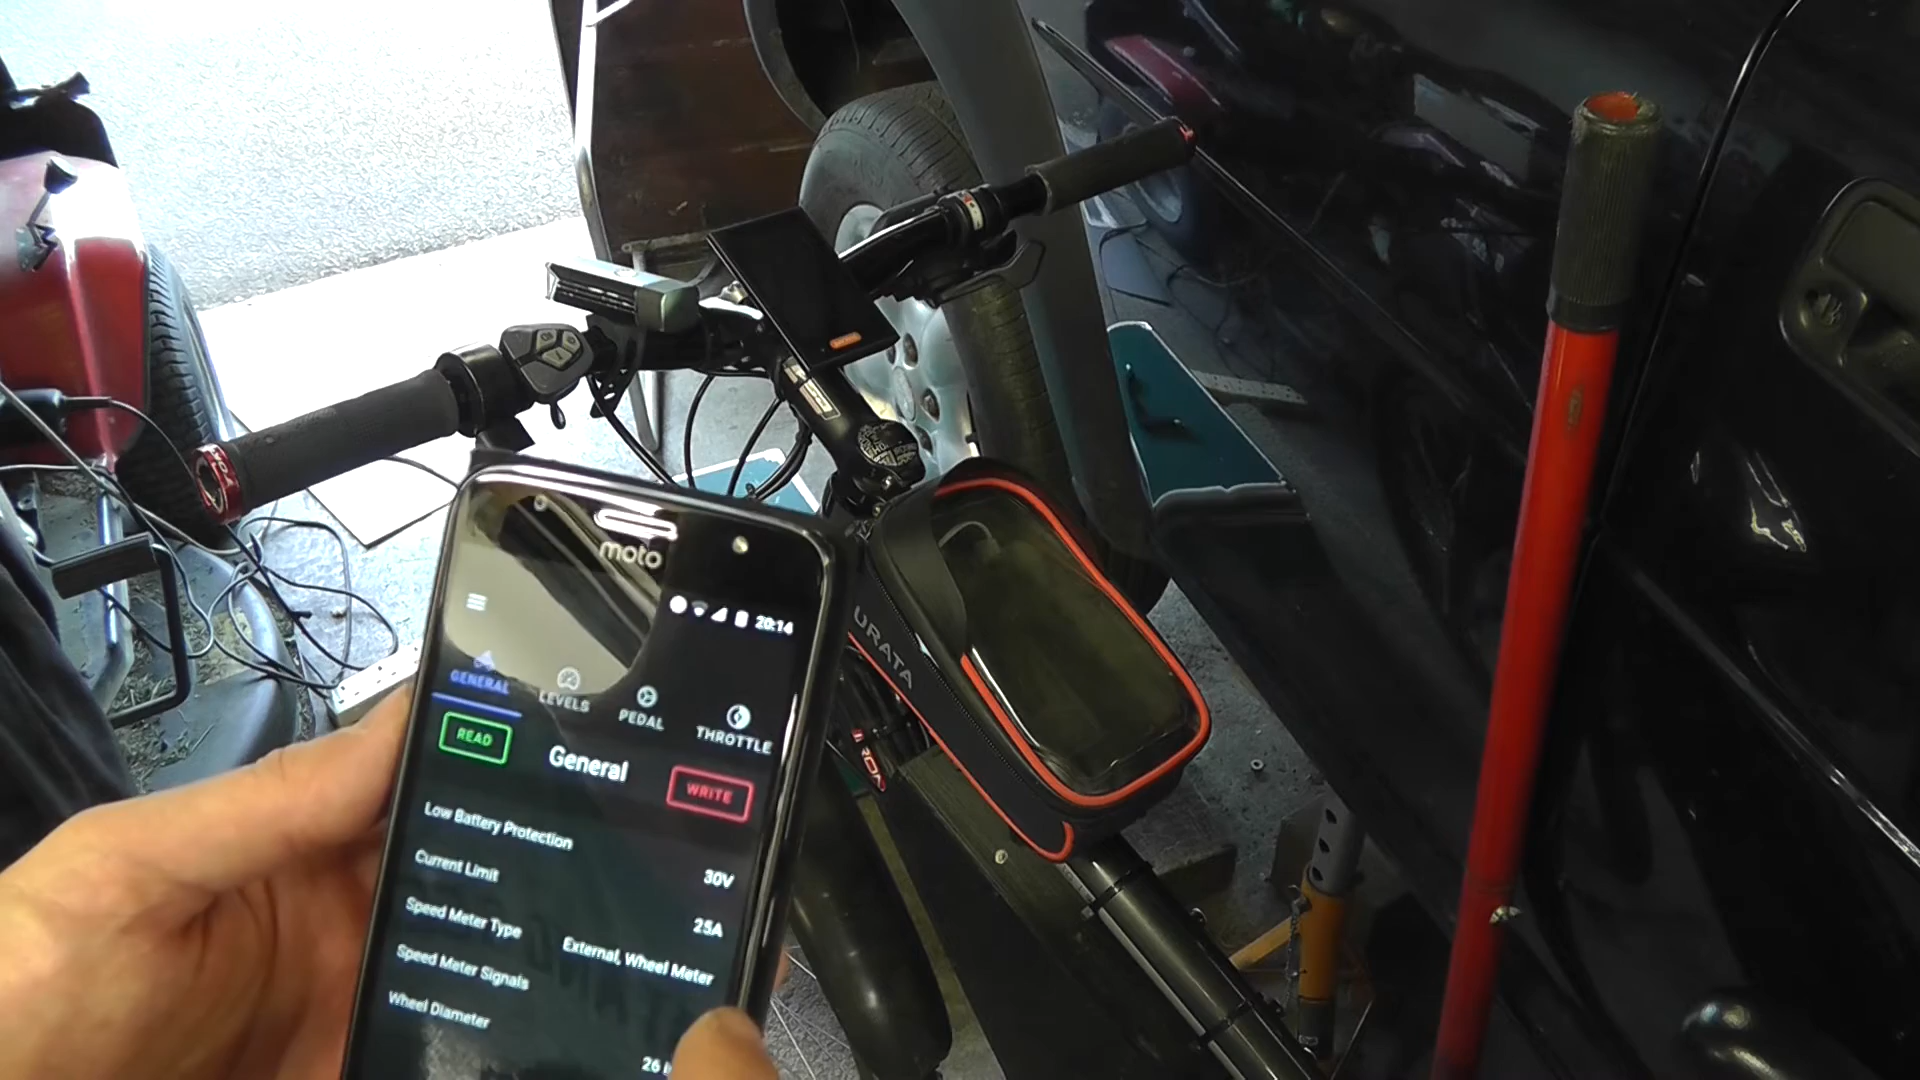 moto
20:14
GENERAL
LEVELS
PEDAL
THROTTLE
READ
General
WRITE
Low Battery Protection
30V
Current Limit
25A
Speed Meter Type
External, Wheel Meter
Speed Meter Signals
Wheel Diameter
26
URATA